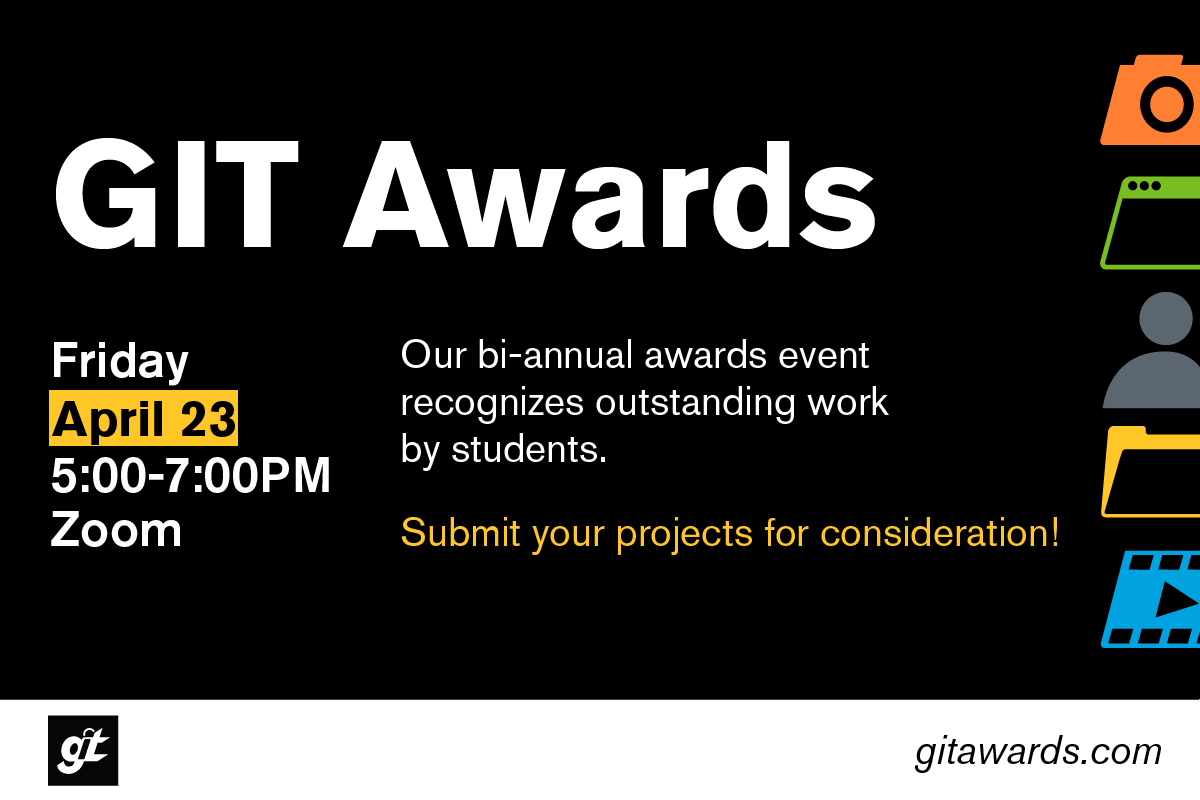 GIT Awards
Friday
April 23
5:00-7:00PM
Zoom
Our bi-annual awards event
recognizes outstanding work
by students.
Submit your projects for consideration!
git
gitawards.com